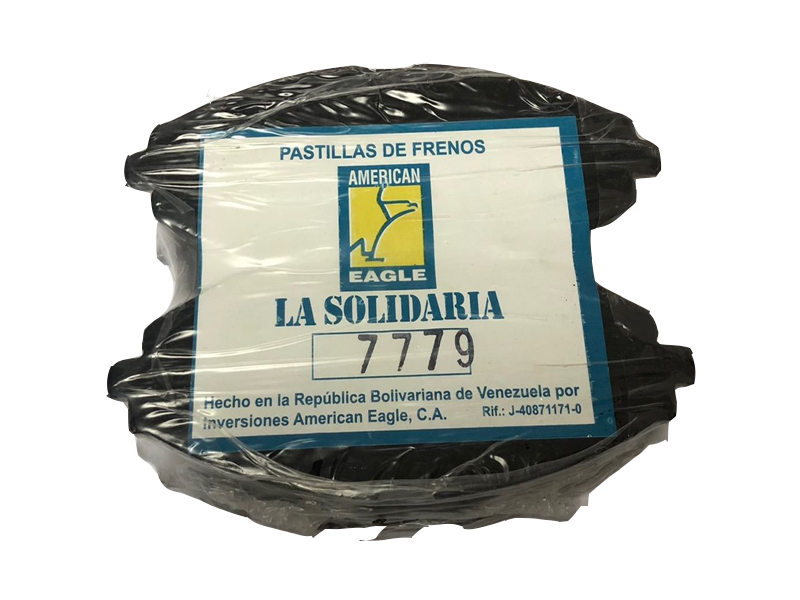 PASTILLAS DE FRENOS
AMERICAN
EAGLE
LA SOLIDARIA
7779
Hecho en la República Bolivariana de Venezuela por
Inversiones American Eagle, C.A. Rif.: J-40871171-0